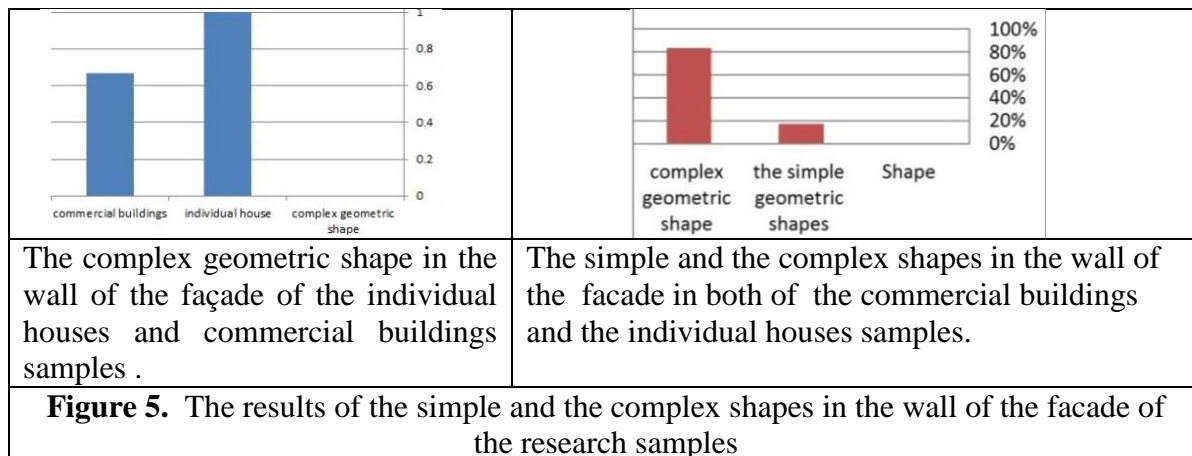 1
0.8
0.6
0.4
0.2
0
commercial buildings individual house complex geometric
shape
100%
80%
60%
40%
20%
0%
complex the simple Shape
geometric geometric
shape shapes
The complex geometric shape in the
wall of the façade of the individual
houses and commercial buildings
samples .
The simple and the complex shapes in the wall of
the facade in both of the commercial buildings
and the individual houses samples.
Figure 5. The results of the simple and the complex shapes in the wall of the facade of
the research samples